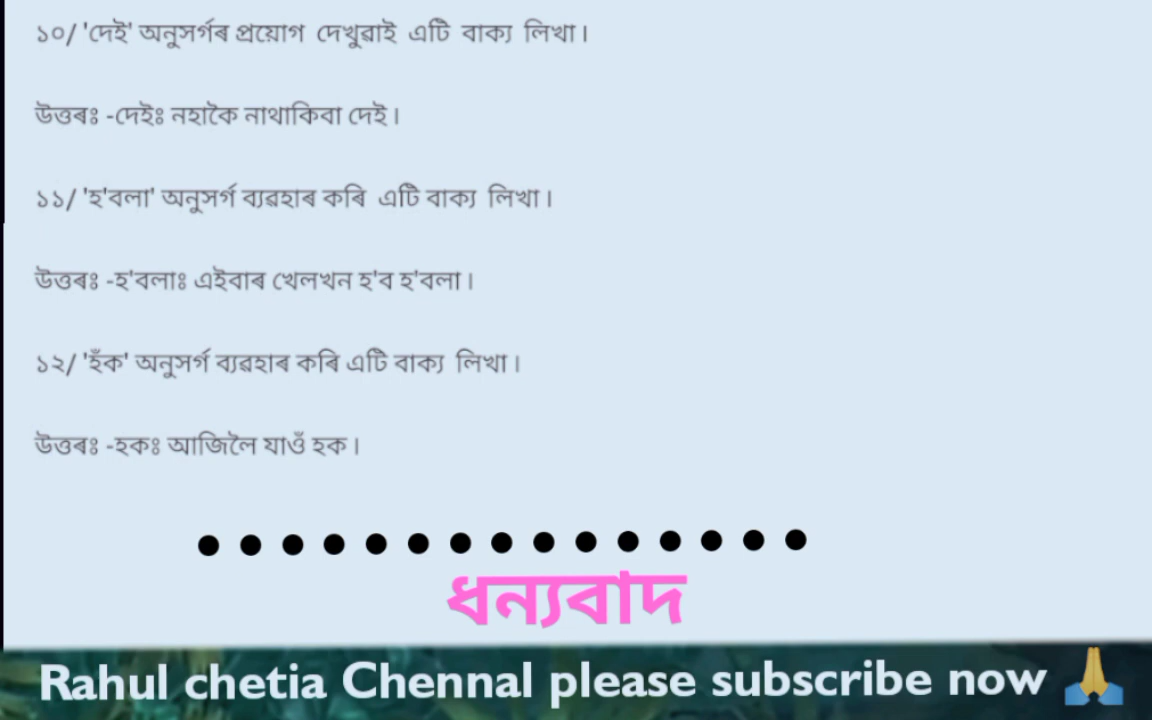 ১০/ 'দেই' অনুসৰ্গৰ প্ৰয়োগ দেখুৱাই এটি বাক্য লিখা।
উত্তৰঃ -দেইঃ নহাকৈ নাথাকিবা দেই।
১১/ 'হ'বলা' অনুসৰ্গ ব্যৱহাৰ কৰি এটি বাক্য লিখা।
উত্তৰঃ -হ'বলাঃ এইবাৰ খেলখন হ'ব হ'বলা।
১২/ 'হঁক' অনুসৰ্গ ব্যৱহাৰ কৰি এটি বাক্য লিখা।
উত্তৰঃ -হকঃ আজিলৈ যাওঁ হক।
ধন্যবাদ
Rahul chetia Chennal please subscribe now 🙏